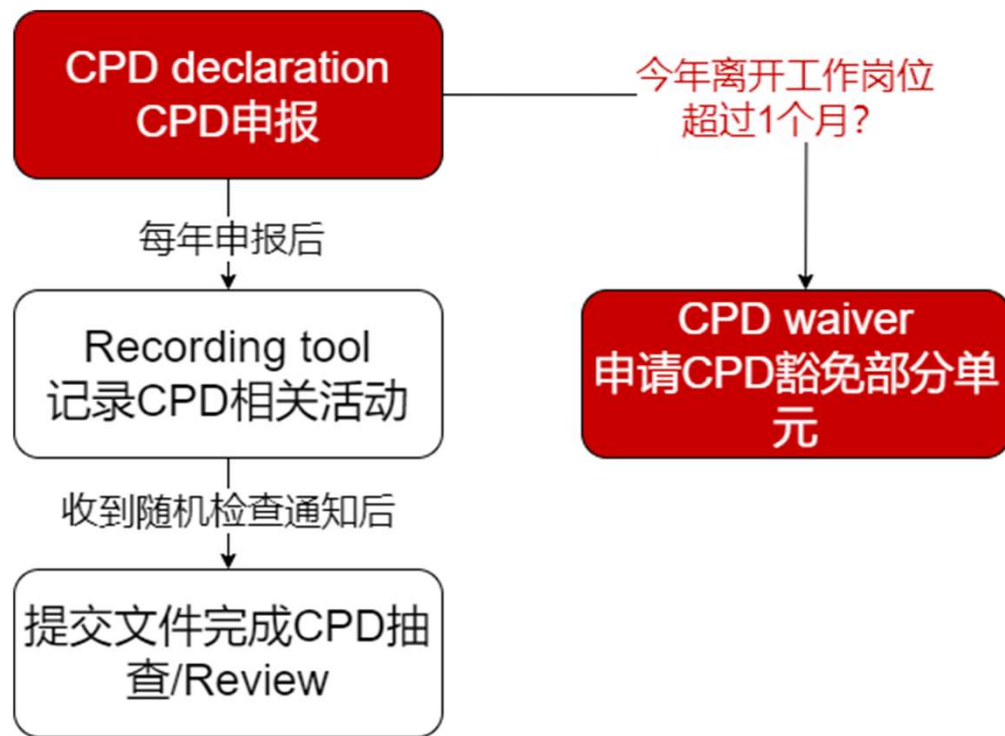 CPD declaration
CPD申报
今年离开工作岗位
超过1个月?
每年申报后
Recording tool
记录CPD相关活动
CPD waiver
申请CPD豁免部分单
元
收到随机检查通知后
提交文件完成CPD抽
查/Review